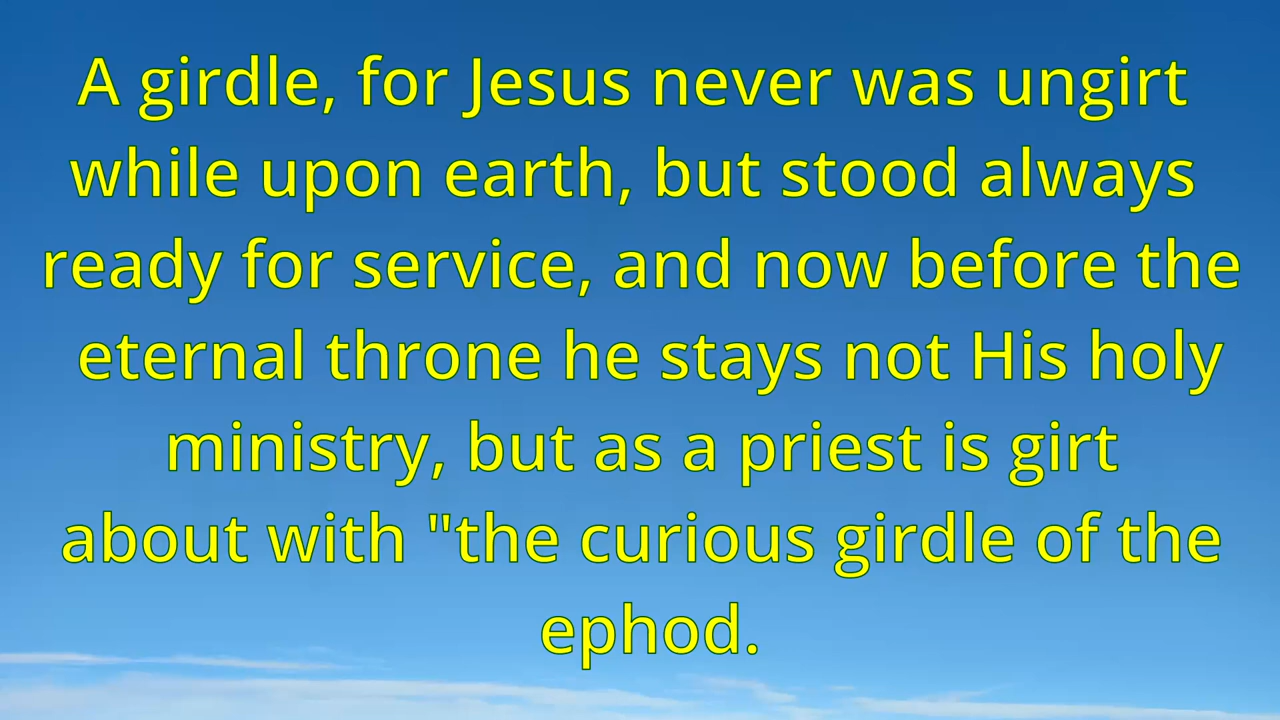 A girdle, for Jesus never was ungirt
while upon earth, but stood always
ready for service, and now before the
eternal throne he stays not His holy
ministry, but as a priest is girt
about with "the curious girdle of the
ephod.